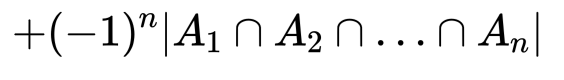 +(−1)ⁿ|A₁ ∩ A₂ ∩ … ∩ Aₙ|